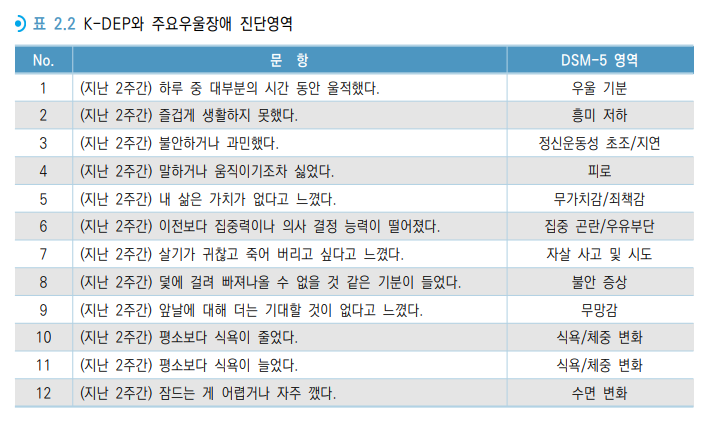 표 2.2 K-DEP와 주요우울장애 진단영역
No. 문 항 DSM-5 영역
1 (지난 2주간) 하루 중 대부분의 시간 동안 울적했다. 우울 기분
2 (지난 2주간) 즐겁게 생활하지 못했다. 흥미 저하
3 (지난 2주간) 불안하거나 과민했다. 정신운동성 초조/지연
4 (지난 2주간) 말하거나 움직이기조차 싫었다. 피로
5 (지난 2주간) 내 삶은 가치가 없다고 느꼈다. 무가치감/죄책감
6 (지난 2주간) 이전보다 집중력이나 의사 결정 능력이 떨어졌다. 집중 곤란/우유부단
7 (지난 2주간) 살기가 귀찮고 죽어 버리고 싶다고 느꼈다. 자살 사고 및 시도
8 (지난 2주간) 덫에 걸려 빠져나올 수 없을 것 같은 기분이 들었다. 불안 증상
9 (지난 2주간) 앞날에 대해 더는 기대할 것이 없다고 느꼈다. 무망감
10 (지난 2주간) 평소보다 식욕이 줄었다. 식욕/체중 변화
11 (지난 2주간) 평소보다 식욕이 늘었다. 식욕/체중 변화
12 (지난 2주간) 잠드는 게 어렵거나 자주 깼다. 수면 변화